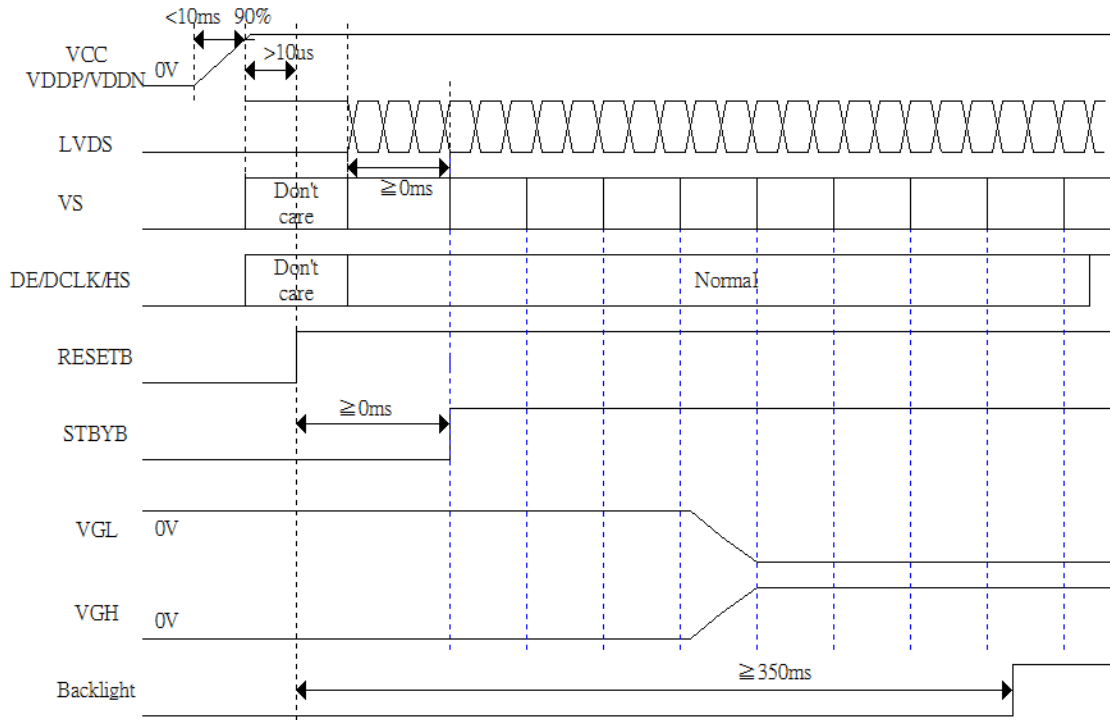 <10ms 90%
VCC
VDDP/VDDN
0V
>10us
LVDS
≧0ms
VS
Don't
care
DE/DCLK/HS
Don't
care
Normal
RESETB
≧0ms
STBYB
VGL
0V
VGH
0V
≧350ms
Backlight